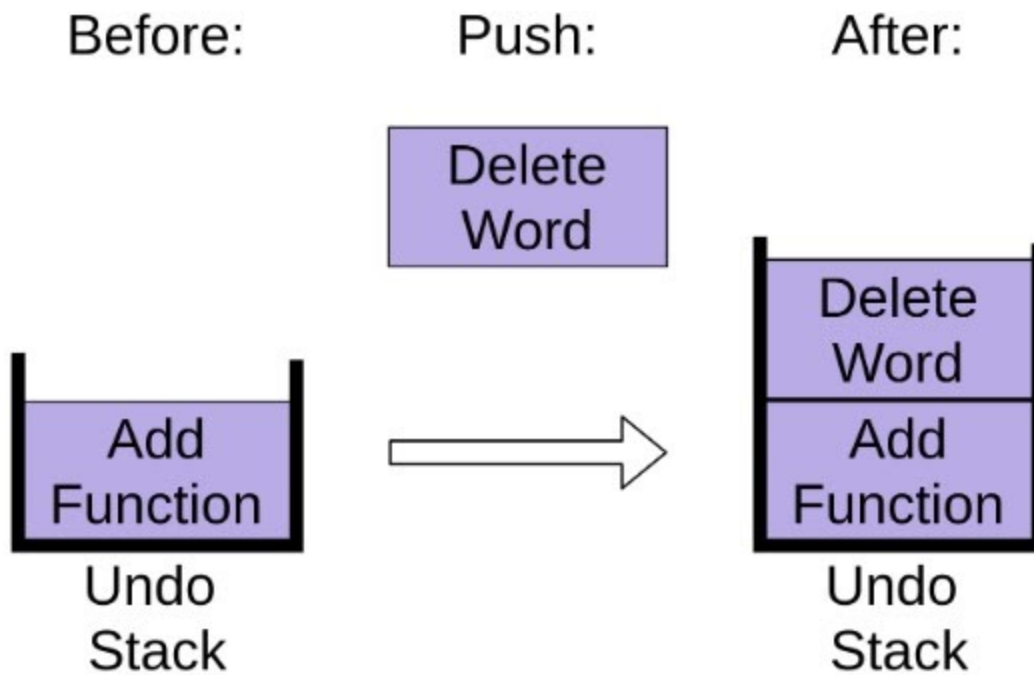 Before:
Push:
After:
Delete
Word
Delete
Word
Add
Function
Add
Function
Undo
Stack
Undo
Stack